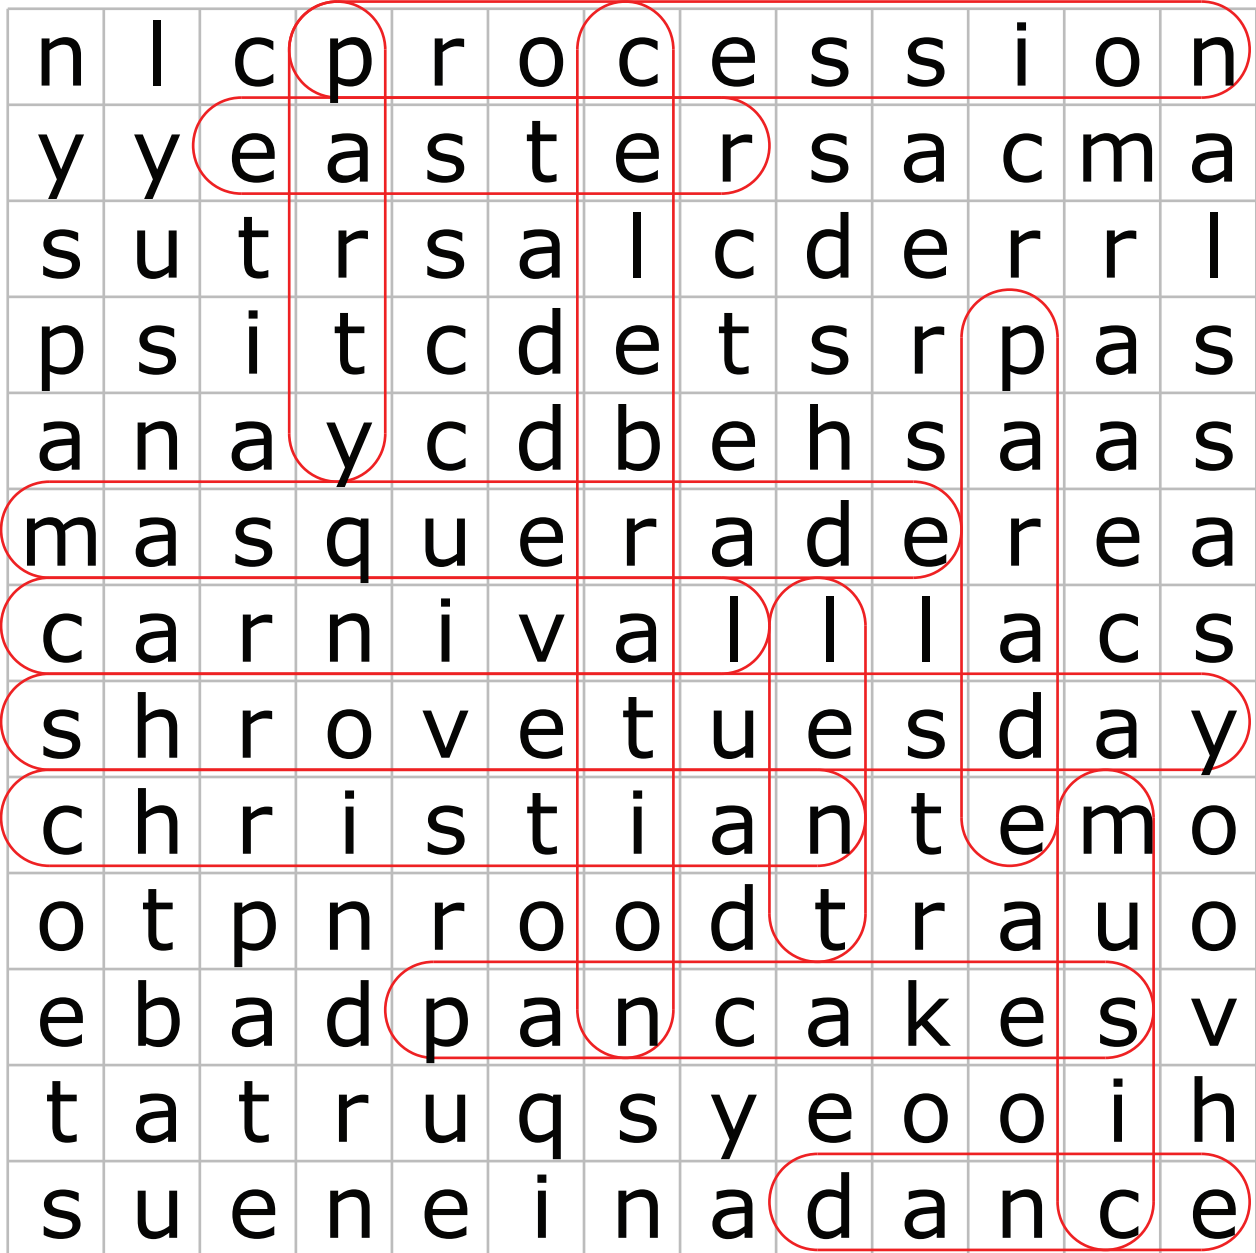 n l c p r o c e s s i o n
y y e a s t e r s a c m a
s u t r s a l c d e r r l
p s i t c d e t s r p a s
a n a y c d b e h s a a s
m a s q u e r a d e r e a
c a r n i v a l l l a c s
s h r o v e t u e s d a y
c h r i s t i a n t e m o
o t p n r o o d t r a u o
e b a d p a n c a k e s v
t a t r u q s y e o o i h
s u e n e i n a d a n c e